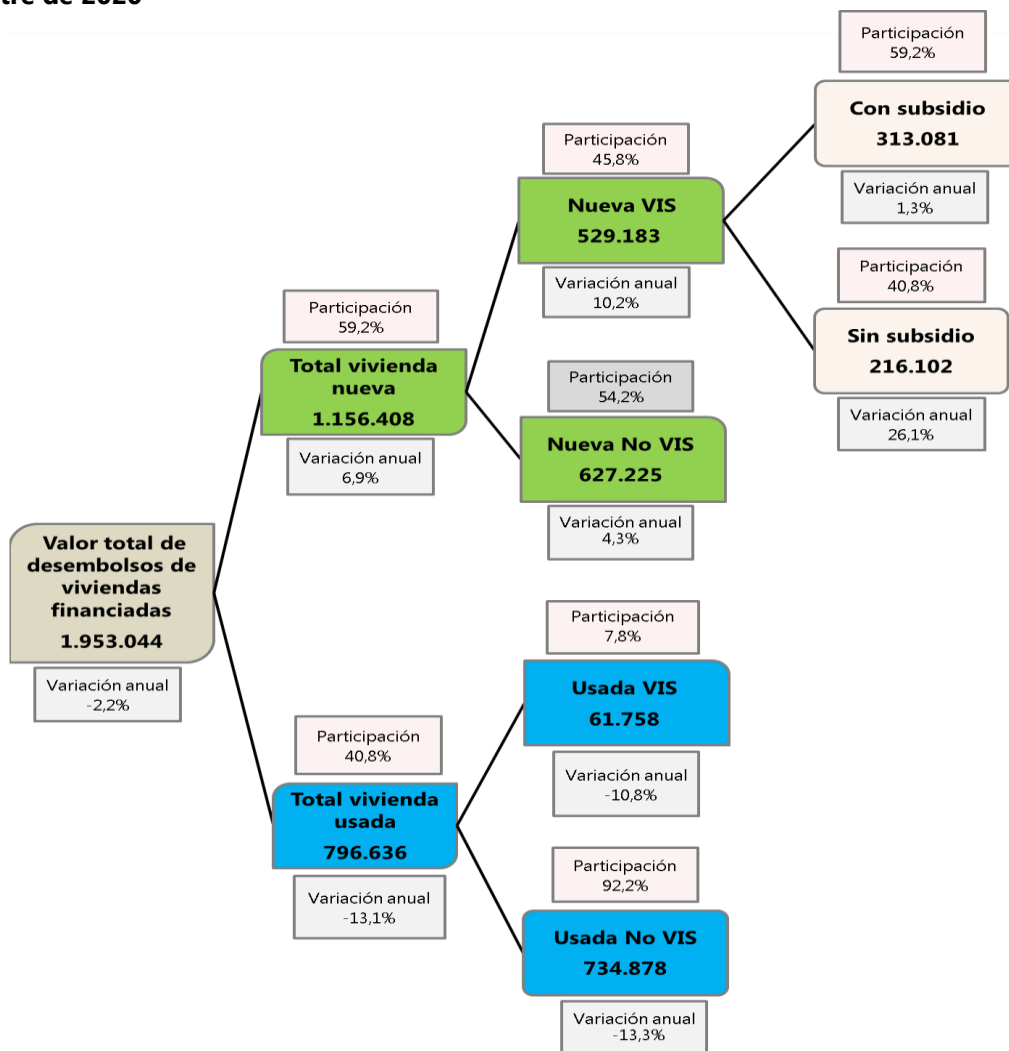 tre de 2020
Participación
59,2%
Con subsidio
313.081
Variación anual
1,3%
Participación
45,8%
Nueva VIS
529.183
Variación anual
10,2%
Participación
40,8%
Sin subsidio
216.102
Variación anual
26,1%
Participación
59,2%
Total vivienda
nueva
1.156.408
Variación anual
6,9%
Participación
54,2%
Nueva No VIS
627.225
Variación anual
4,3%
Valor total de
desembolsos de
viviendas
financiadas
1.953.044
Variación anual
-2,2%
Participación
7,8%
Usada VIS
61.758
Variación anual
-10,8%
Participación
40,8%
Total vivienda
usada
796.636
Variación anual
-13,1%
Participación
92,2%
Usada No VIS
734.878
Variación anual
-13,3%